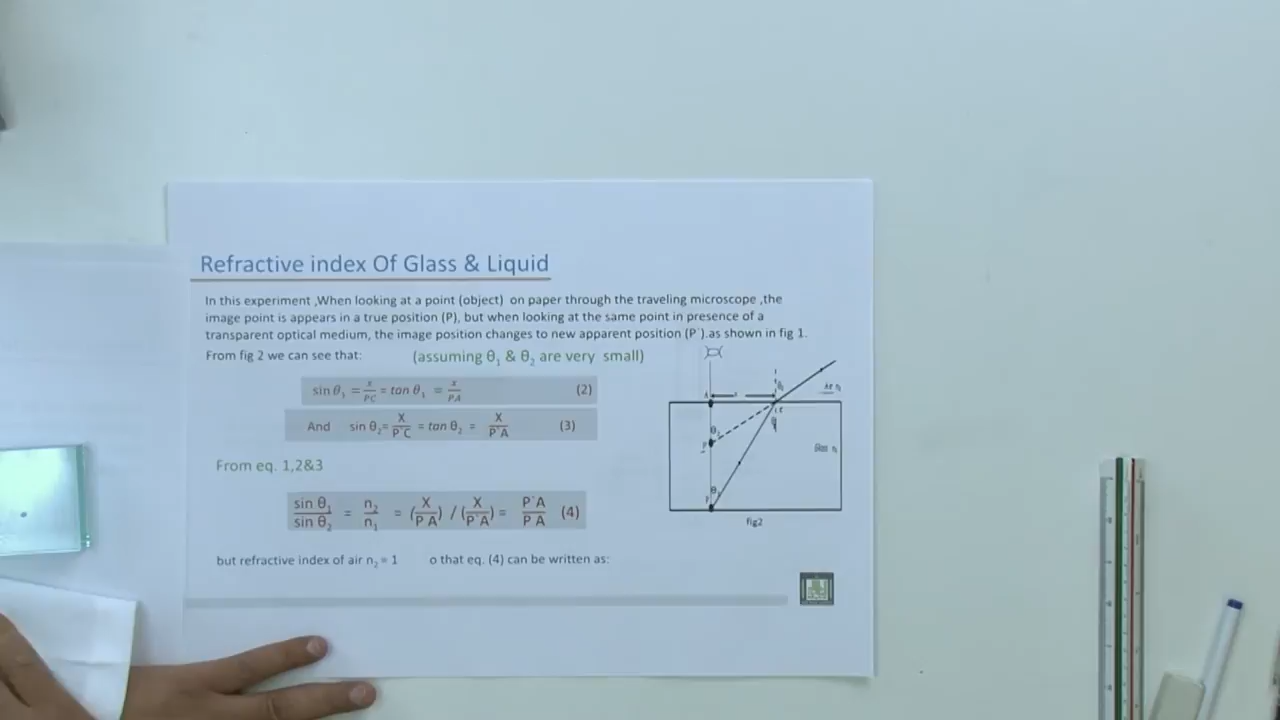 Refractive index Of Glass & Liquid
In this experiment ,When looking at a point (object) on paper through the traveling microscope ,the
image point is appears in a true position (P), but when looking at the same point in presence of a
transparent optical medium, the image position changes to new apparent position (P`).as shown in fig 1.
From fig 2 we can see that: (assuming θ₁ & θ₂ are very small)
sin θ₁ = x/PC = tan θ₁ = x/PA (2)
And sin θ₂= X/P`C = tan θ₂ = X/P`A (3)
From eq. 1,2&3
sin θ₁/sin θ₂ = n₂/n₁ = (X/P A) / (X/P`A) = P`A/P A (4)
but refractive index of air n₂ = 1 o that eq. (4) can be written as:
A
Glass
P
fig2